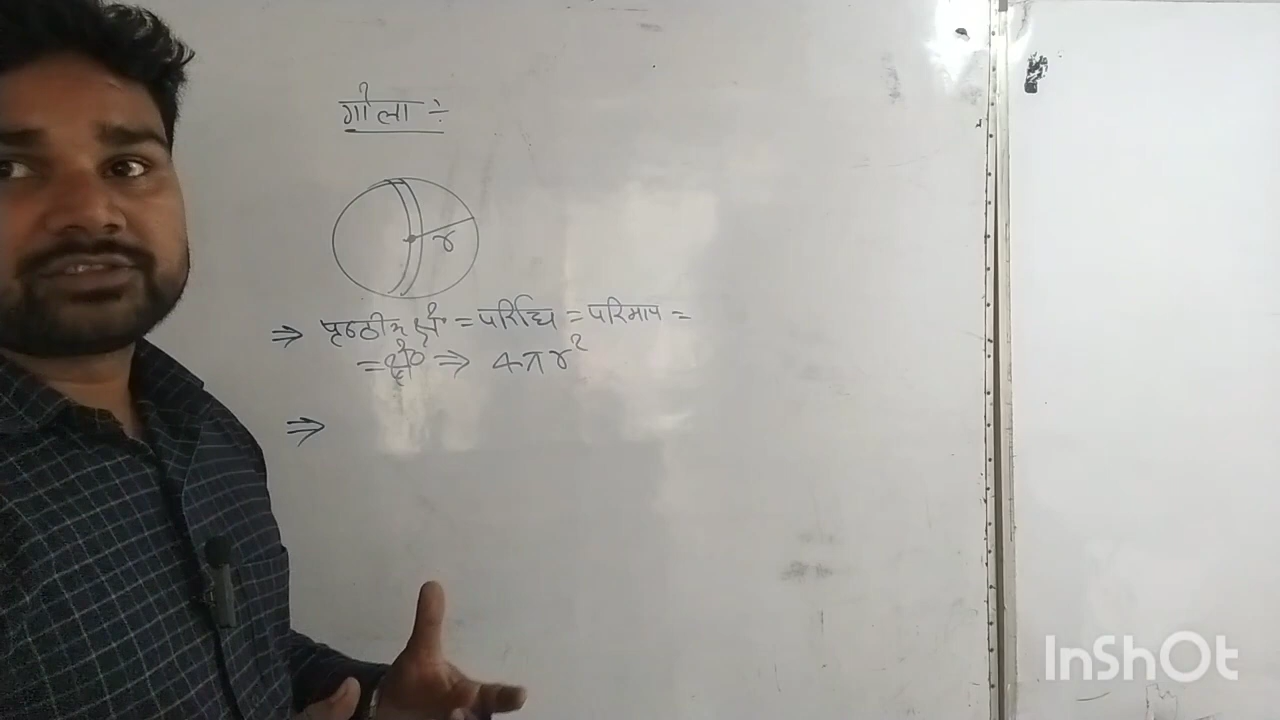 गोला ÷
r
⇒ पृष्ठीय क्षे॰ = परिधि = परिमाप =
= क्षे॰ ⇒ 4πr²
⇒
InShOt